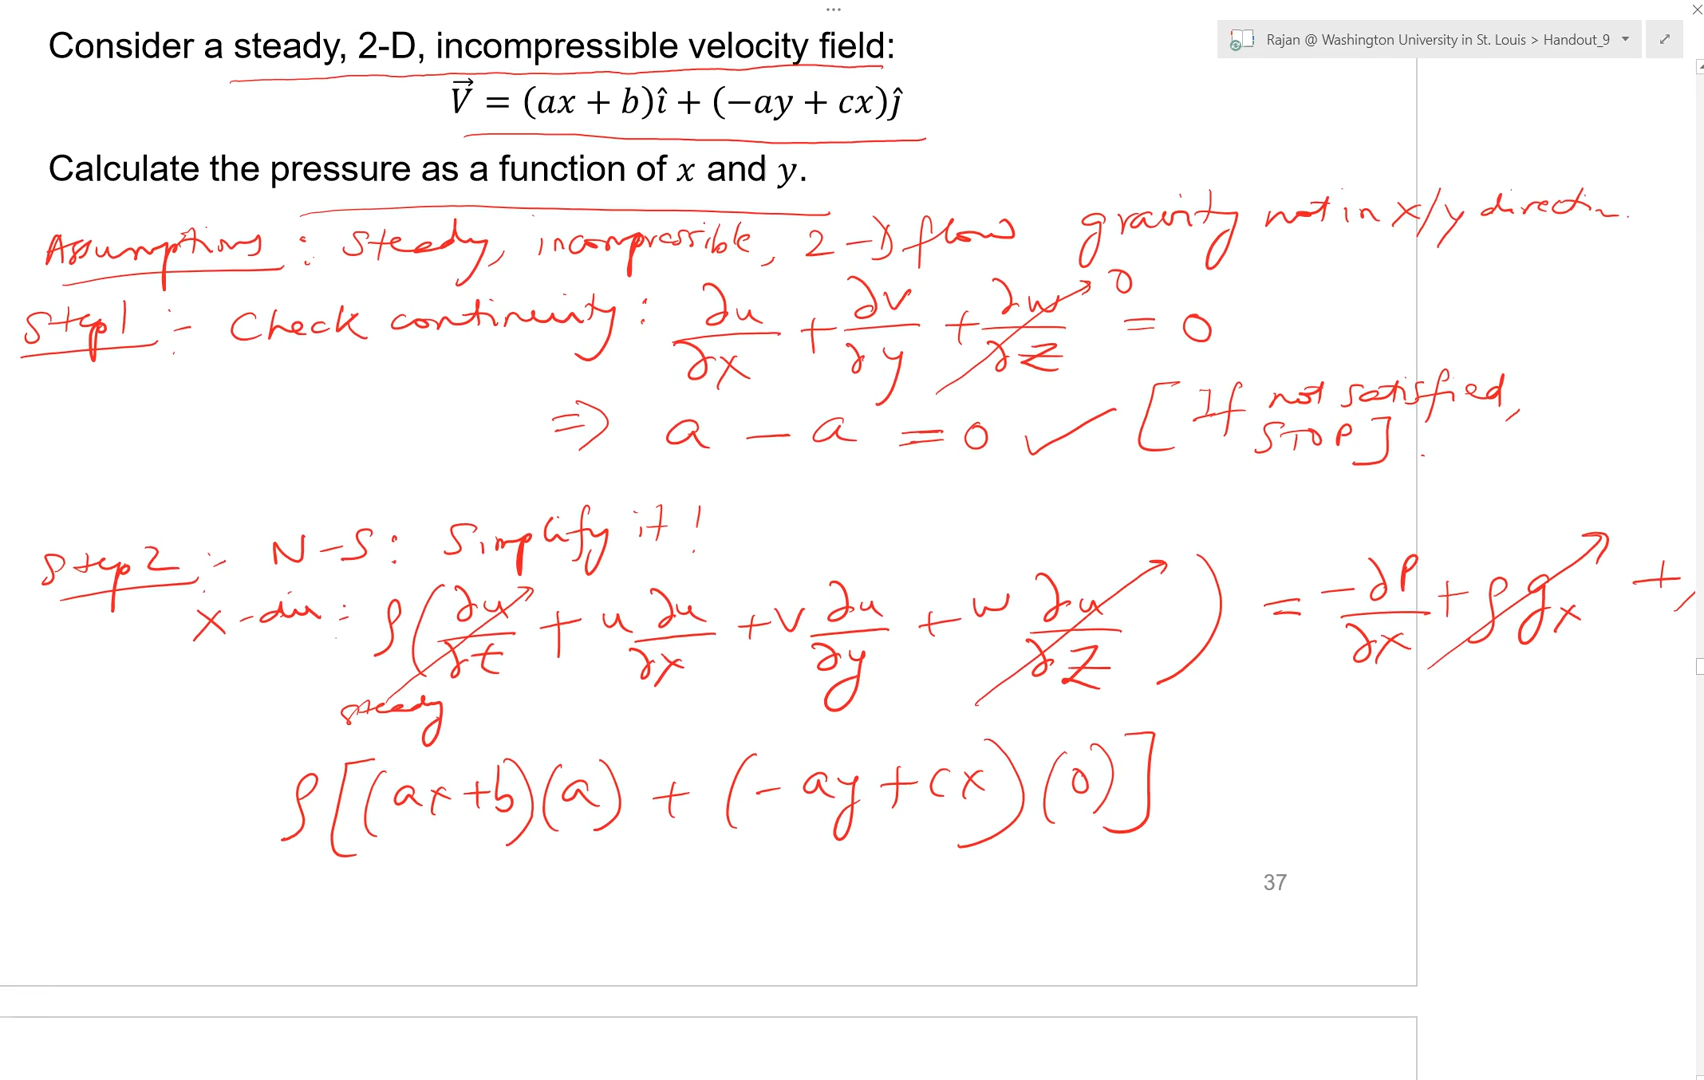 Consider a steady, 2-D, incompressible velocity field:
Rajan @ Washington University in St. Louis > Handout_9
V⃗ = (ax + b)î + (−ay + cx)ĵ
Calculate the pressure as a function of x and y.
Assumptions : Steady, incompressible, 2-D flow gravity not in x/y direction.
Step 1 :- Check continuity : ∂u/∂x + ∂v/∂y + ∂w/∂z → 0 = 0
=> a - a = 0 ✓ [If not satisfied, STOP].
Step 2 :- N-S : Simplify it!
x-dir : ρ(∂u/∂t + u ∂u/∂x + v ∂u/∂y + w ∂u/∂z) = -∂P/∂x + ρg_x +
steady
ρ[(ax+b)(a) + (-ay+cx)(0)]
37